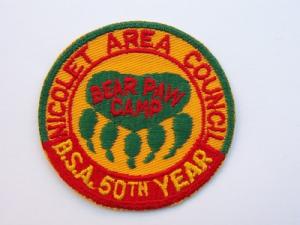 NICOLET AREA COUNCIL
BEAR PAW
CAMP
B.S.A. 50TH YEAR